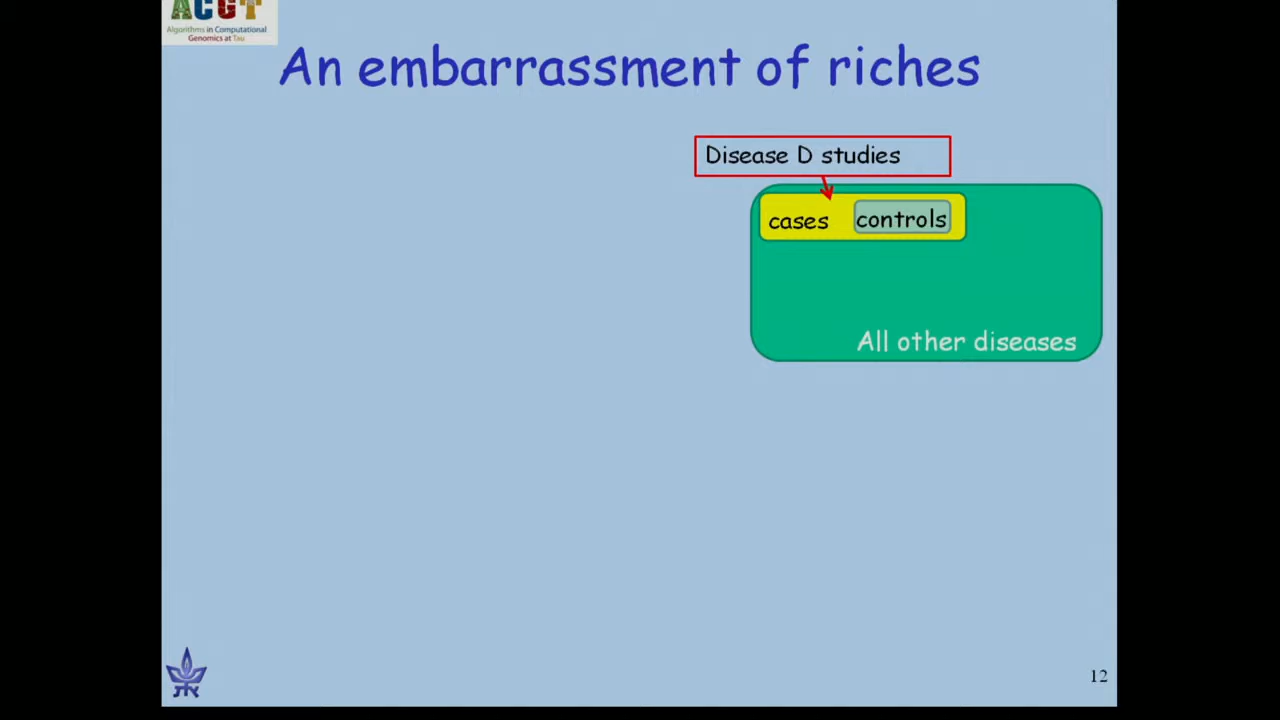 ACGT
Algorithms in Computational
Genomics at Tau
An embarrassment of riches
Disease D studies
cases controls
All other diseases
12